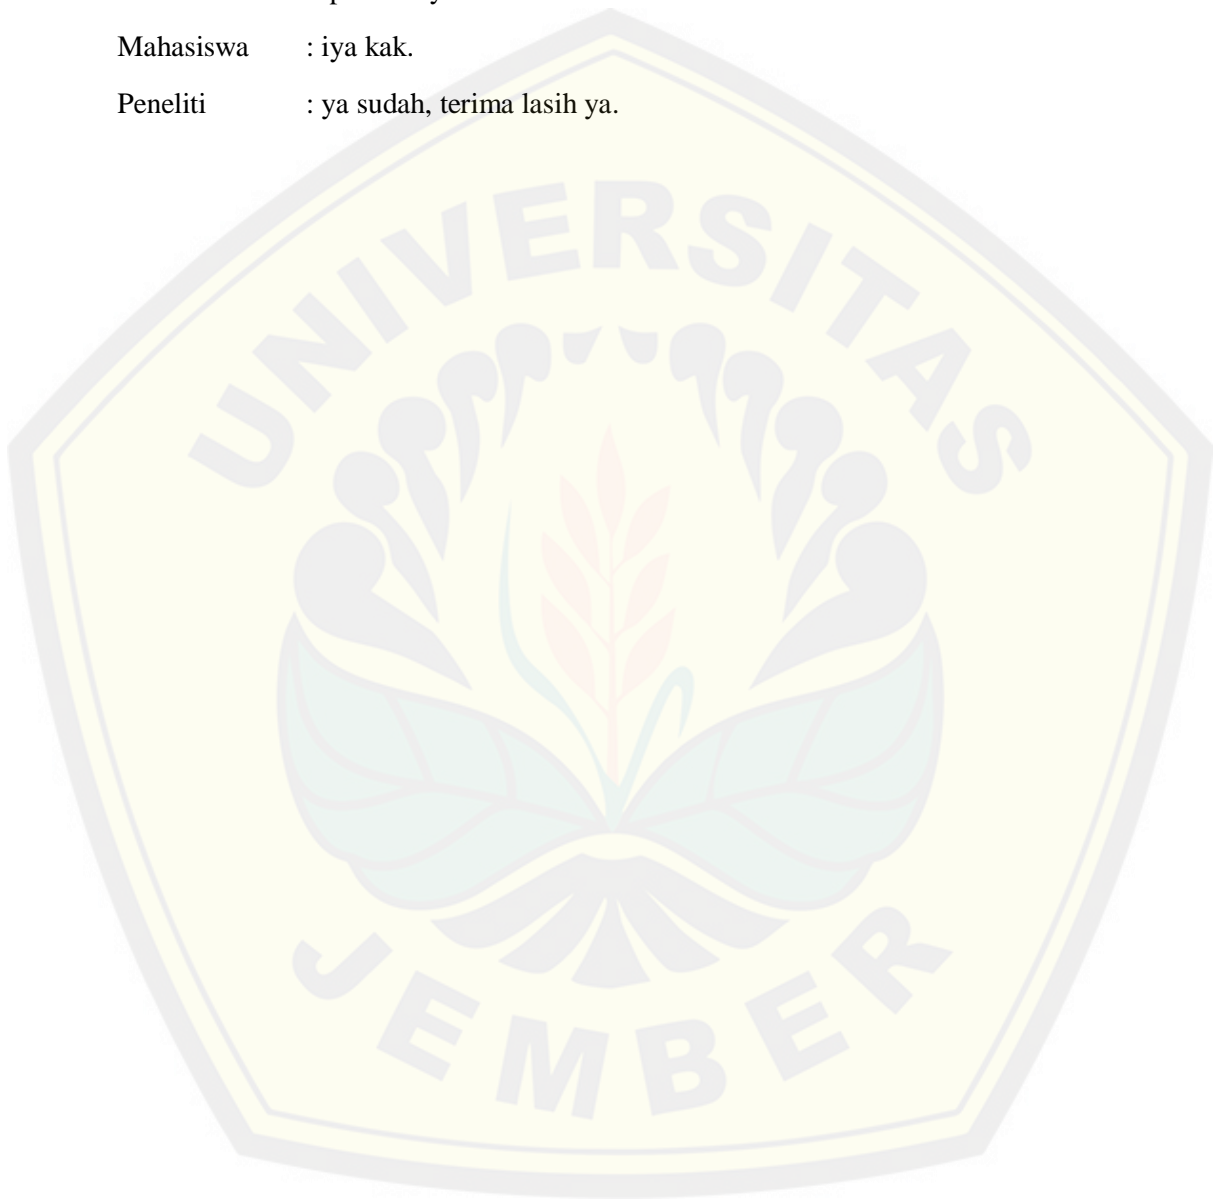 Mahasiswa : iya kak.
Peneliti : ya sudah, terima lasih ya.
UNIVERSITAS
JEMBER